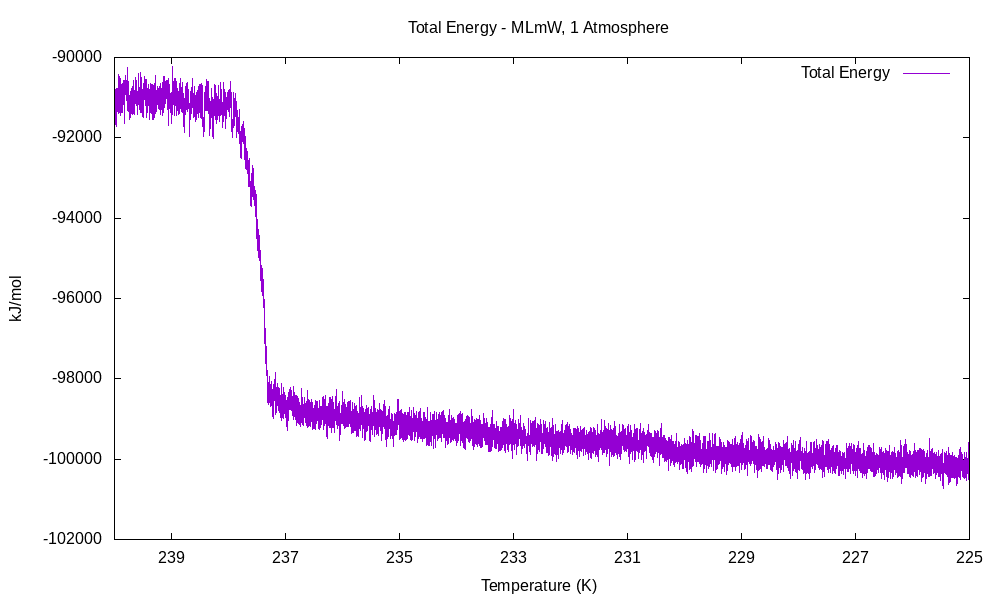 Total Energy - MLmW, 1 Atmosphere
Total Energy
-90000
-92000
-94000
-96000
-98000
-100000
-102000
kJ/mol
239 237 235 233 231 229 227 225
Temperature (K)